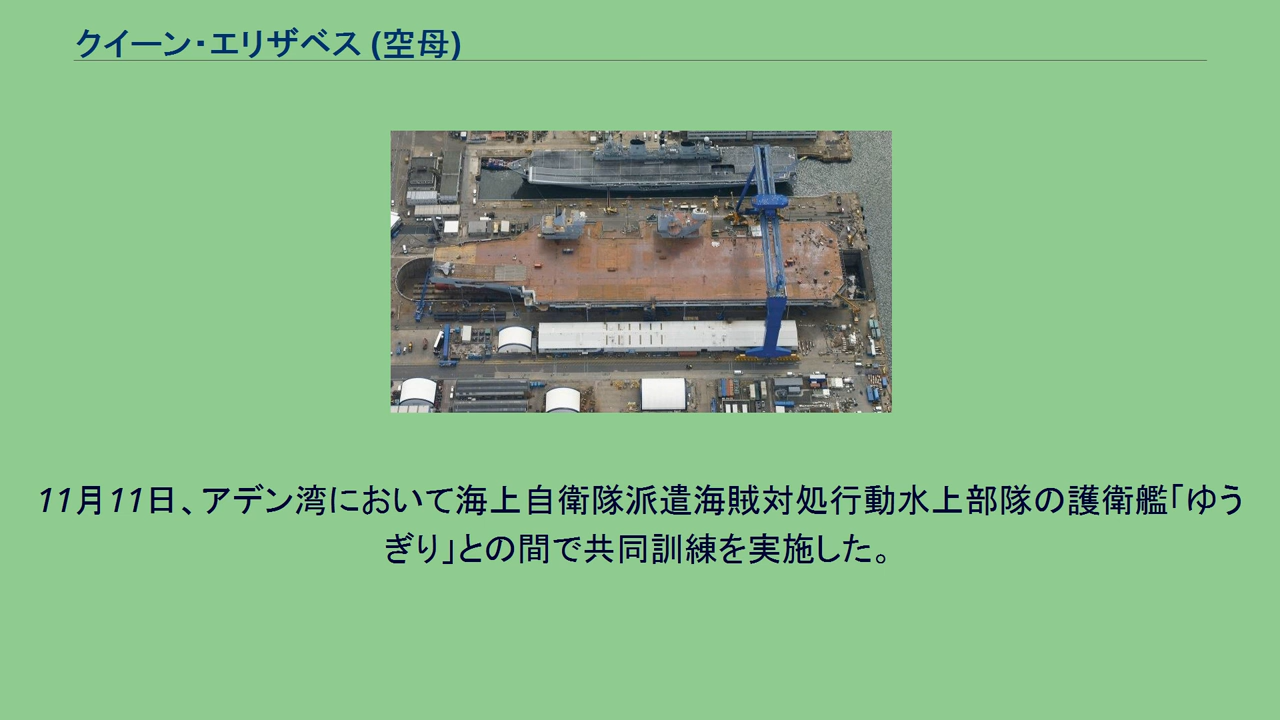 クイーン・エリザベス (空母)
11月11日、アデン湾において海上自衛隊派遣海賊対処行動水上部隊の護衛艦「ゆう
ぎり」との間で共同訓練を実施した。